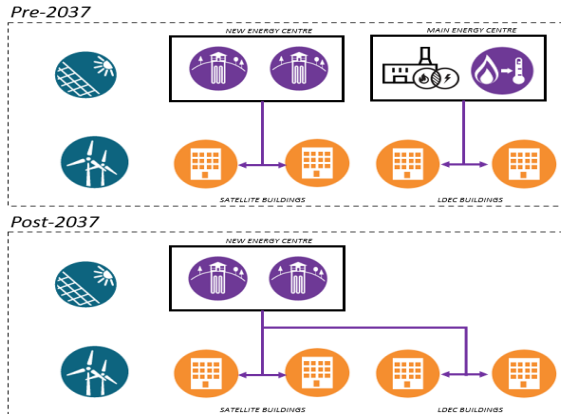 Pre-2037
NEW ENERGY CENTRE
MAIN ENERGY CENTRE
SATELLITE BUILDINGS
LDEC BUILDINGS
Post-2037
NEW ENERGY CENTRE
SATELLITE BUILDINGS
LDEC BUILDINGS